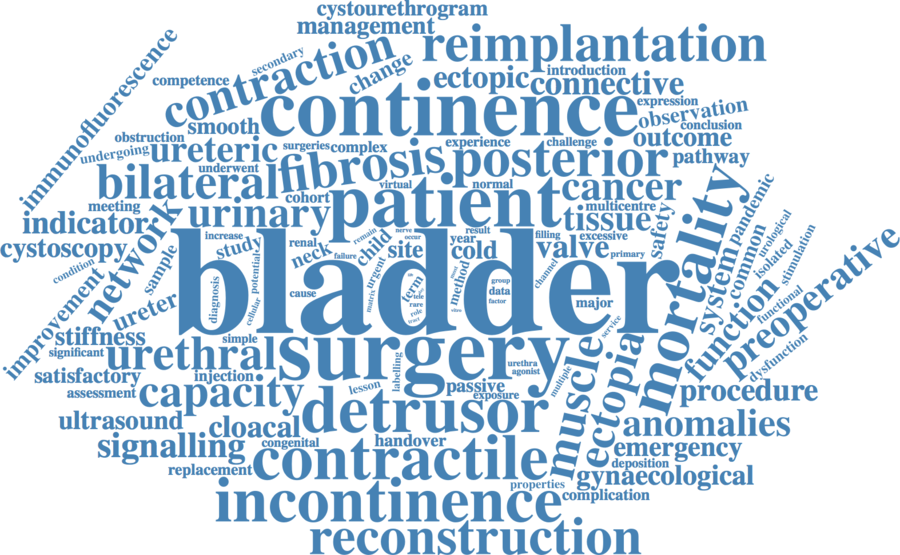 cystourethrogram
management
reimplantation
contraction
secondary
change
competence
ectopic
introduction
connective
immunofluorescence
continence
expression
observation
conclusion
smooth
obstruction
undergoing
ureteric
surgeries
complex
experience
challenge
outcome
underwent
fibrosis
posterior
pathway
bilateral
cohort
virtual
normal
cancer
meeting
urinary
patient
multicentre
tissue
safety
mortality
pandemic
indicator
network
cystoscopy
condition
sample
increase
study
renal
neck
failure
remain
child
nerve
occur
site
result
year
cold
filling
excessive
valve
primary
bladder
system
common
urological
isolated
stimulation
function
functional
preoperative
dysfunction
improvement
ureter
diagnosis
potential
cellular
cause
matrix
urgent
term
tele
rare
role
tract
method
group
data
factor
channel
major
service
stiffness
significant
satisfactory
assessment
urethral
simple
surgery
injection
labelling
lesson
urethra
agonist
passive
exposure
multiple
muscle
ectopia
procedure
capacity
detrusor
ultrasound
cloacal
anomalies
signalling
congenital
handover
emergency
replacement
contractile
deposition
gynaecological
properties
complication
incontinence
reconstruction